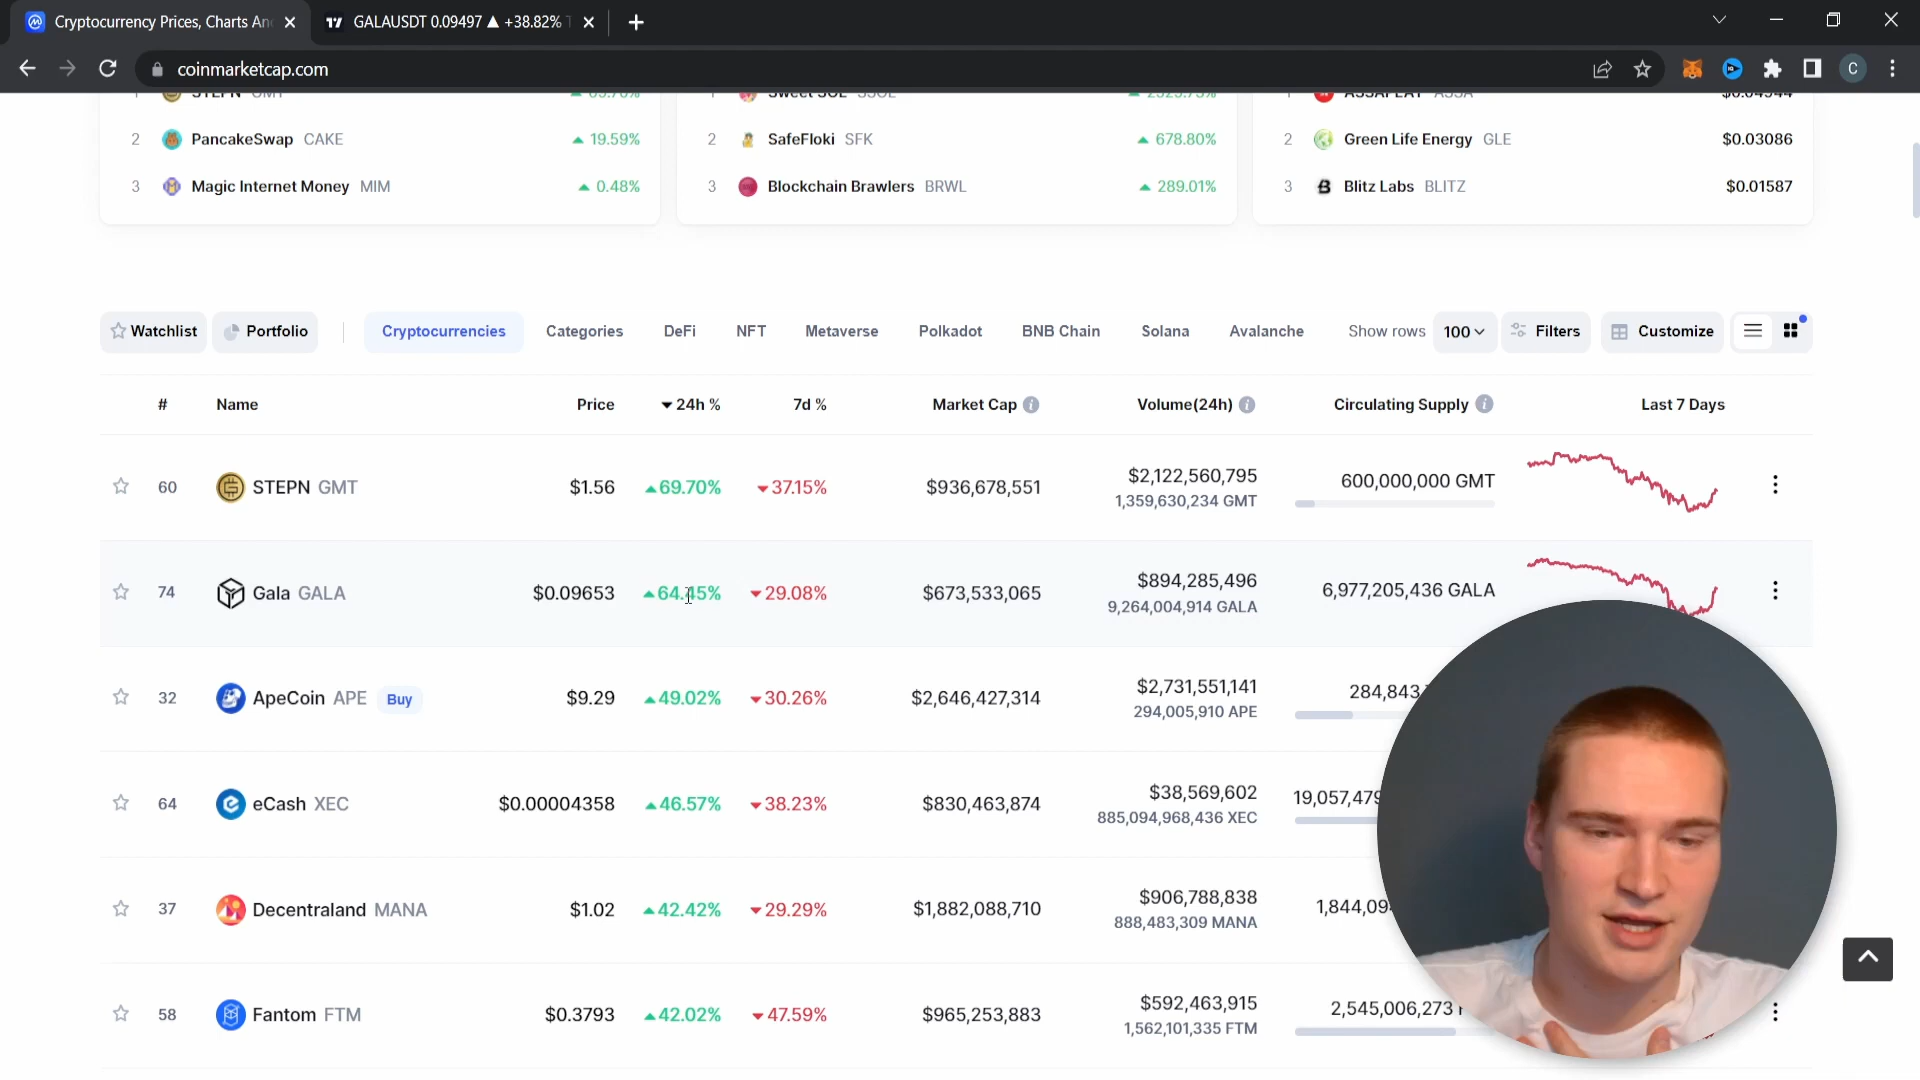 Cryptocurrency Prices, Charts An
GALAUSDT 0.09497 ▲ +38.82%
coinmarketcap.com
C
2 PancakeSwap CAKE 19.59%
3 Magic Internet Money MIM 0.48%
2 SafeFloki SFK 678.80%
3 Blockchain Brawlers BRWL 289.01%
2 Green Life Energy GLE $0.03086
3 Blitz Labs BLITZ $0.01587
Watchlist Portfolio Cryptocurrencies Categories DeFi NFT Metaverse Polkadot BNB Chain Solana Avalanche Show rows 100 Filters Customize
# Name Price 24h % 7d % Market Cap Volume(24h) Circulating Supply Last 7 Days
60 STEPN GMT $1.56 69.70% 37.15% $936,678,551 $2,122,560,795 600,000,000 GMT
1,359,630,234 GMT
74 Gala GALA $0.09653 64.45% 29.08% $673,533,065 $894,285,496 6,977,205,436 GALA
9,264,004,914 GALA
32 ApeCoin APE Buy $9.29 49.02% 30.26% $2,646,427,314 $2,731,551,141 284,843
294,005,910 APE
64 eCash XEC $0.00004358 46.57% 38.23% $830,463,874 $38,569,602 19,057,479
885,094,968,436 XEC
37 Decentraland MANA $1.02 42.42% 29.29% $1,882,088,710 $906,788,838 1,844,09
888,483,309 MANA
58 Fantom FTM $0.3793 42.02% 47.59% $965,253,883 $592,463,915 2,545,006,273
1,562,101,335 FTM